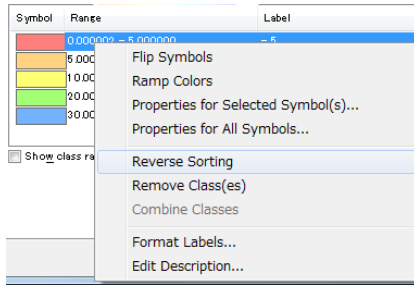 Symbol Range Label
0.000002 – 5.000000 – 5
5.000
10.00
20.00
30.00
Show class ra
Flip Symbols
Ramp Colors
Properties for Selected Symbol(s)...
Properties for All Symbols...
Reverse Sorting
Remove Class(es)
Combine Classes
Format Labels...
Edit Description...